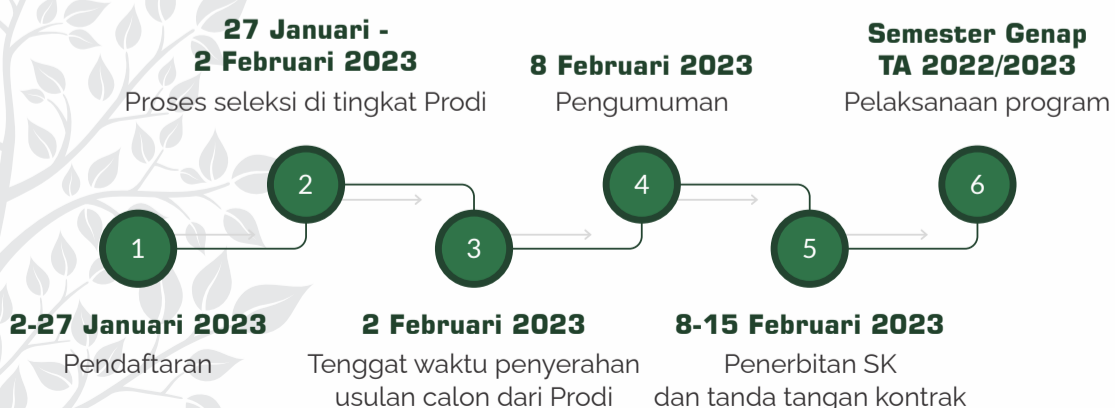 27 Januari -
2 Februari 2023
Proses seleksi di tingkat Prodi
8 Februari 2023
Pengumuman
Semester Genap
TA 2022/2023
Pelaksanaan program
1
2
3
4
5
6
2-27 Januari 2023
Pendaftaran
2 Februari 2023
Tenggat waktu penyerahan
usulan calon dari Prodi
8-15 Februari 2023
Penerbitan SK
dan tanda tangan kontrak